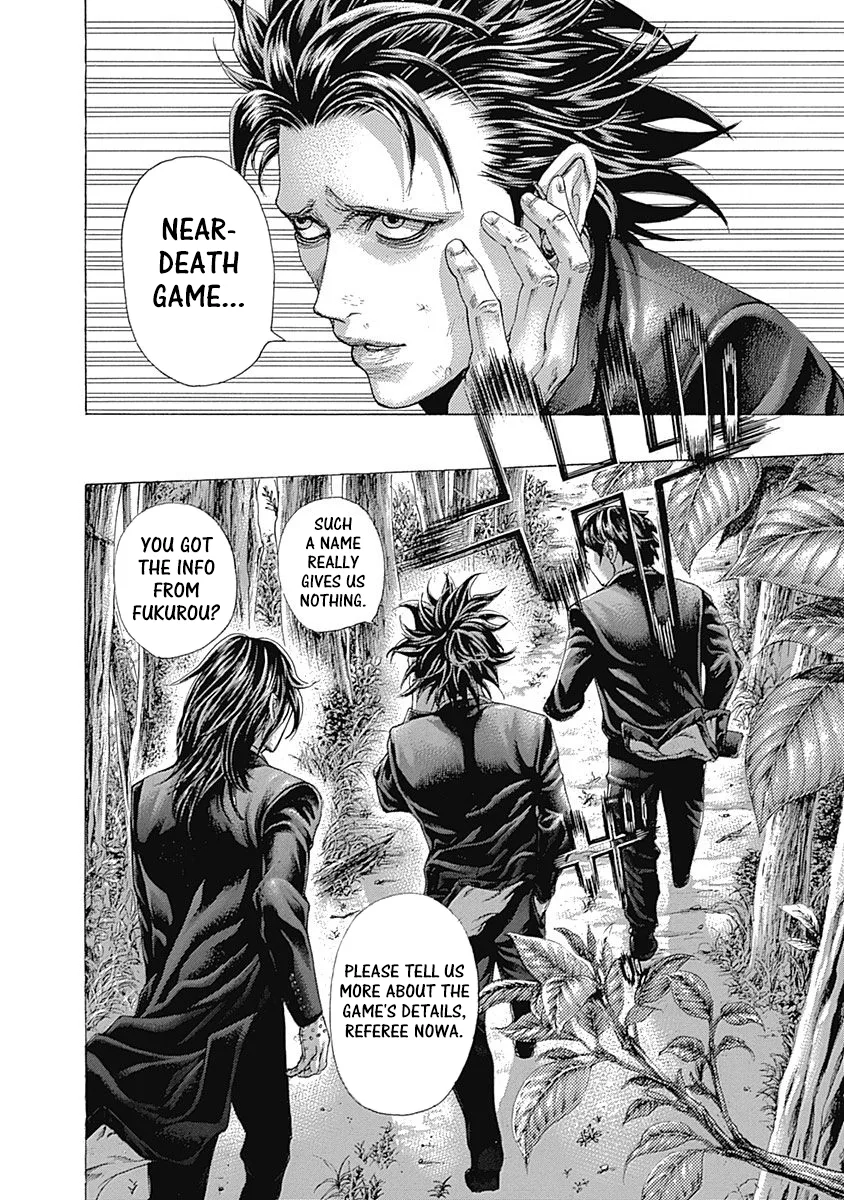 NEAR-
DEATH
GAME...
SUCH
A NAME
REALLY
GIVES US
NOTHING.
YOU GOT
THE INFO
FROM
FUKUROU?
PLEASE TELL US
MORE ABOUT THE
GAME'S DETAILS,
REFEREE NOWA.